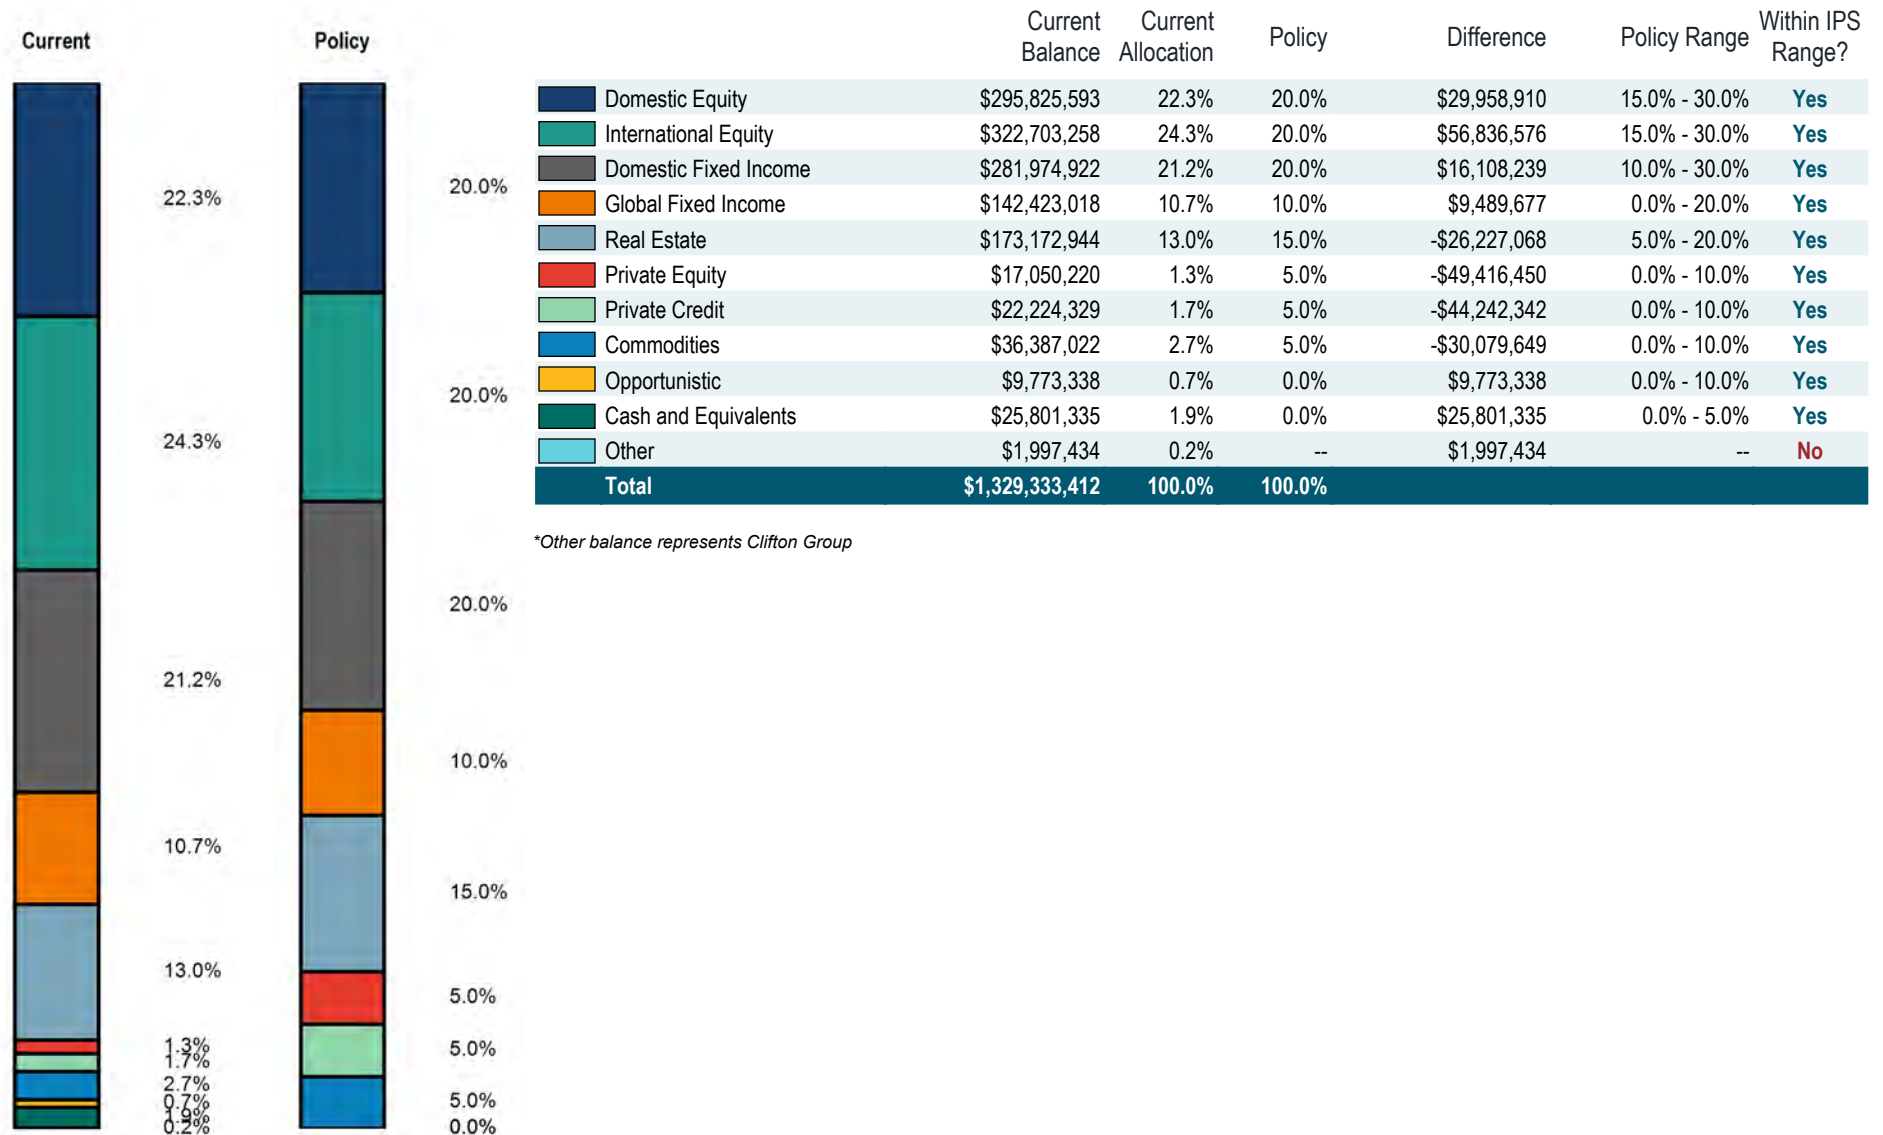 Current
22.3%
24.3%
21.2%
10.7%
13.0%
1.3%
1.7%
2.7%
0.7%
1.9%
0.2%
Policy
20.0%
20.0%
20.0%
10.0%
15.0%
5.0%
5.0%
5.0%
0.0%
Current Balance Current Allocation Policy Difference Policy Range Within IPS Range?
Domestic Equity $295,825,593 22.3% 20.0% $29,958,910 15.0% - 30.0% Yes
International Equity $322,703,258 24.3% 20.0% $56,836,576 15.0% - 30.0% Yes
Domestic Fixed Income $281,974,922 21.2% 20.0% $16,108,239 10.0% - 30.0% Yes
Global Fixed Income $142,423,018 10.7% 10.0% $9,489,677 0.0% - 20.0% Yes
Real Estate $173,172,944 13.0% 15.0% -$26,227,068 5.0% - 20.0% Yes
Private Equity $17,050,220 1.3% 5.0% -$49,416,450 0.0% - 10.0% Yes
Private Credit $22,224,329 1.7% 5.0% -$44,242,342 0.0% - 10.0% Yes
Commodities $36,387,022 2.7% 5.0% -$30,079,649 0.0% - 10.0% Yes
Opportunistic $9,773,338 0.7% 0.0% $9,773,338 0.0% - 10.0% Yes
Cash and Equivalents $25,801,335 1.9% 0.0% $25,801,335 0.0% - 5.0% Yes
Other $1,997,434 0.2% -- $1,997,434 -- No
Total $1,329,333,412 100.0% 100.0%
*Other balance represents Clifton Group